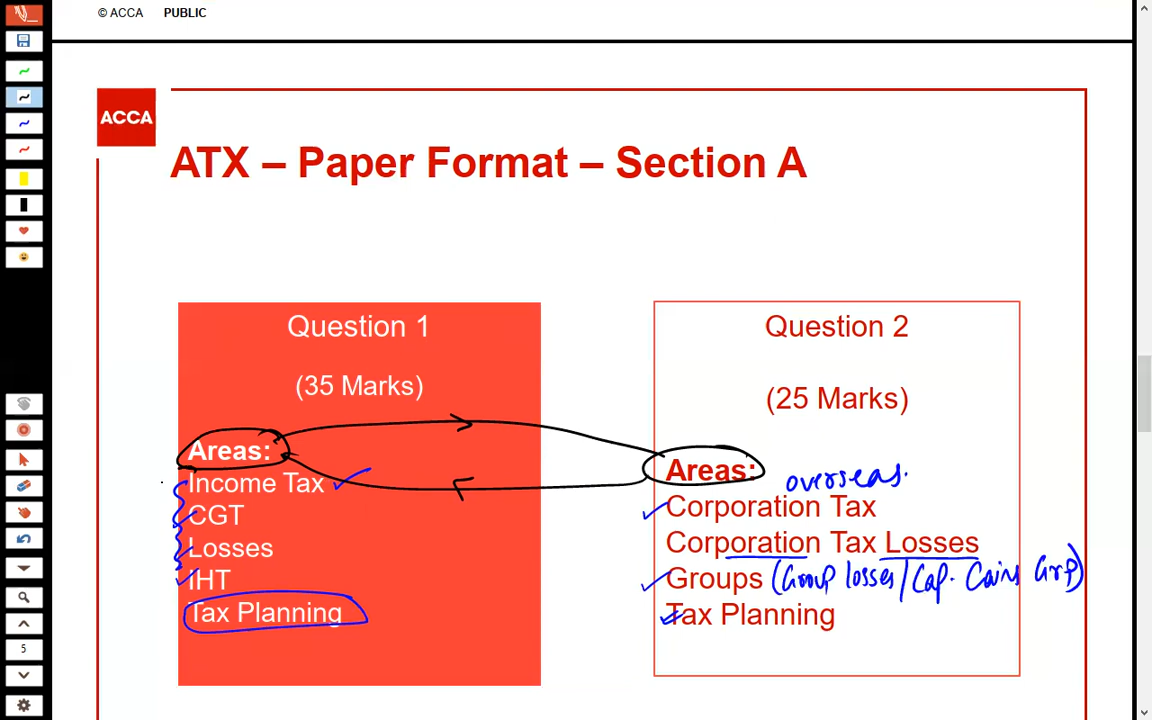 © ACCA PUBLIC
ACCA
ATX – Paper Format – Section A
Question 1
(35 Marks)
Areas:
Income Tax
CGT
Losses
IHT
Tax Planning
Question 2
(25 Marks)
Areas:
overseas.
Corporation Tax
Corporation Tax Losses
Groups (Group losses/Cap. Gains Grp)
Tax Planning
5